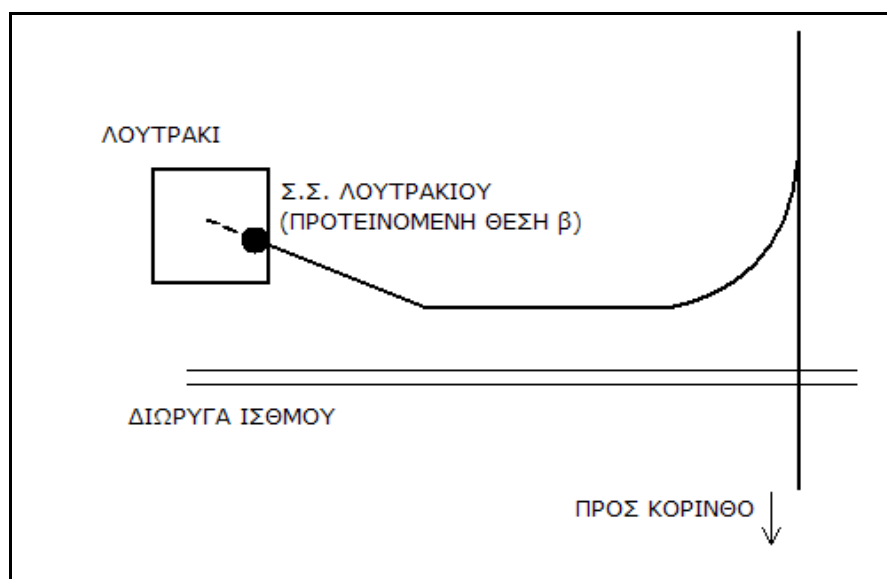 ΛΟΥΤΡΑΚΙ
Σ.Σ. ΛΟΥΤΡΑΚΙΟΥ
(ΠΡΟΤΕΙΝΟΜΕΝΗ ΘΕΣΗ β)
ΔΙΩΡΥΓΑ ΙΣΘΜΟΥ
ΠΡΟΣ ΚΟΡΙΝΘΟ